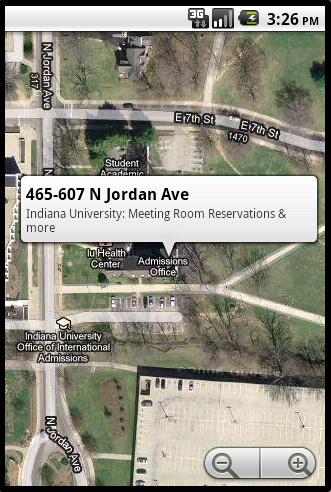 3G
3:26 PM
N Jordan Ave
317
E 7th St
E 7th St
1470
Student
Academic
465-607 N Jordan Ave
Indiana University: Meeting Room Reservations &
more
Iu Health
Center
Admissions
Office
Indiana University
Office of International
Admissions
N Jordan Ave